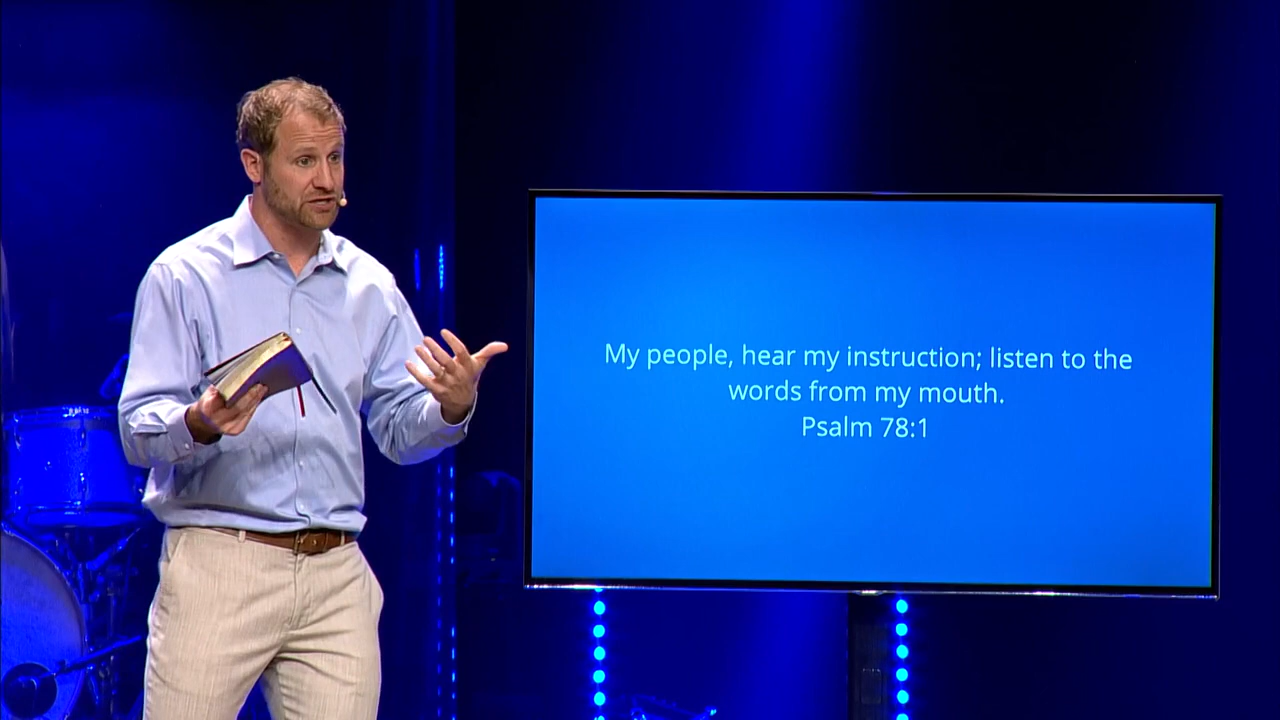 My people, hear my instruction; listen to the
words from my mouth.
Psalm 78:1